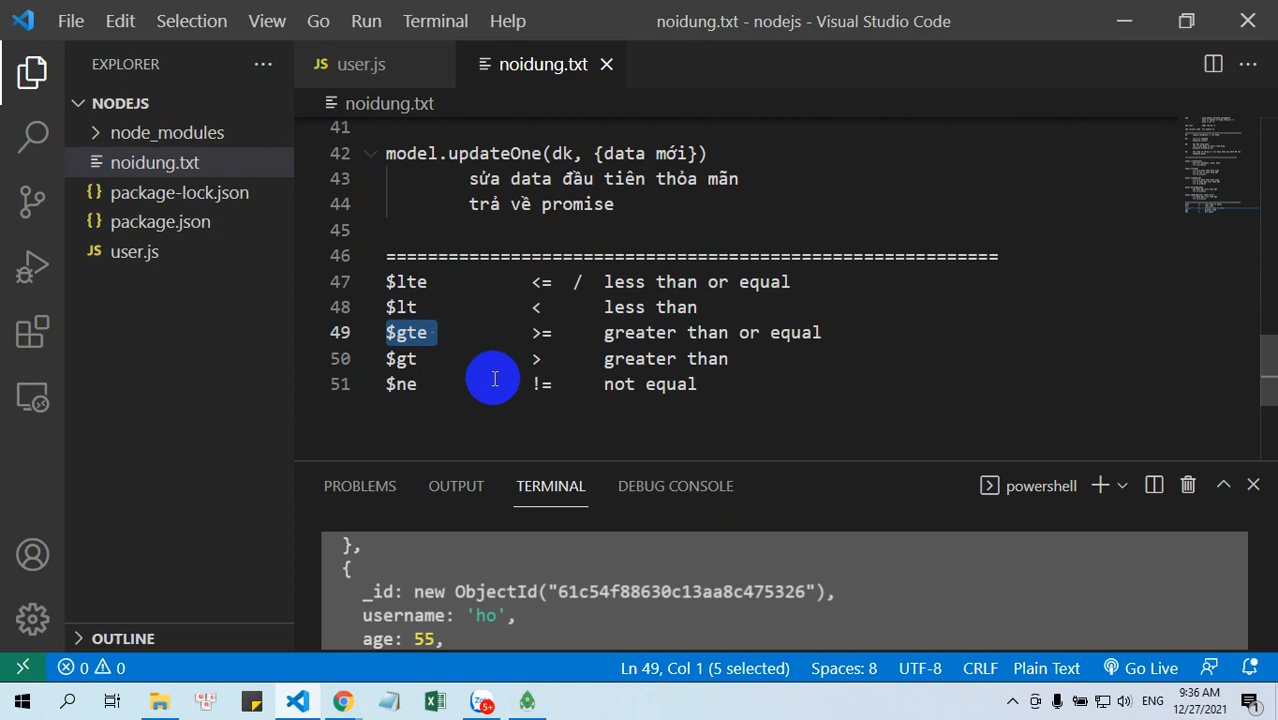 File Edit Selection View Go Run Terminal Help noidung.txt - nodejs - Visual Studio Code
EXPLORER
JS user.js
noidung.txt
NODEJS
noidung.txt
node_modules
noidung.txt
{} package-lock.json
{} package.json
JS user.js
41
42 model.updateOne(dk, {data mới})
43 sửa data đầu tiên thỏa mãn
44 trả về promise
45
46 ===========================================================
47 $lte <= / less than or equal
48 $lt < less than
49 $gte >= greater than or equal
50 $gt > greater than
51 $ne != not equal
PROBLEMS OUTPUT TERMINAL DEBUG CONSOLE powershell
},
{
_id: new ObjectId("61c54f88630c13aa8c475326"),
username: 'ho',
age: 55,
OUTLINE
0 0 Ln 49, Col 1 (5 selected) Spaces: 8 UTF-8 CRLF Plain Text Go Live
Zalo 5+ ENG 9:36 AM
12/27/2021 1